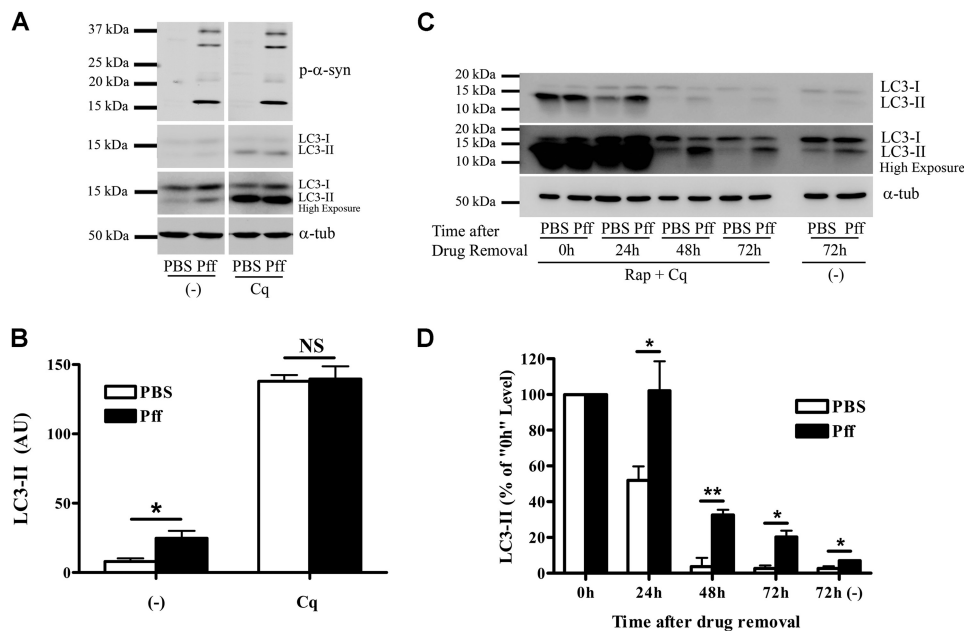 A
37 kDa
25 kDa
20 kDa
15 kDa
p-α-syn
15 kDa
LC3-I
LC3-II
15 kDa
LC3-I
LC3-II
High Exposure
50 kDa
α-tub
PBS Pff PBS Pff
(-) Cq
C
20 kDa
15 kDa
10 kDa
LC3-I
LC3-II
20 kDa
15 kDa
10 kDa
LC3-I
LC3-II
High Exposure
50 kDa
α-tub
Time after PBS Pff PBS Pff PBS Pff PBS Pff PBS Pff
Drug Removal 0h 24h 48h 72h 72h
Rap + Cq (-)
B
LC3-II (AU)
150
100
50
0
PBS
Pff
*
NS
(-) Cq
D
LC3-II (% of "0h" Level)
120
100
80
60
40
20
0
PBS
Pff
*
**
*
*
0h 24h 48h 72h 72h (-)
Time after drug removal